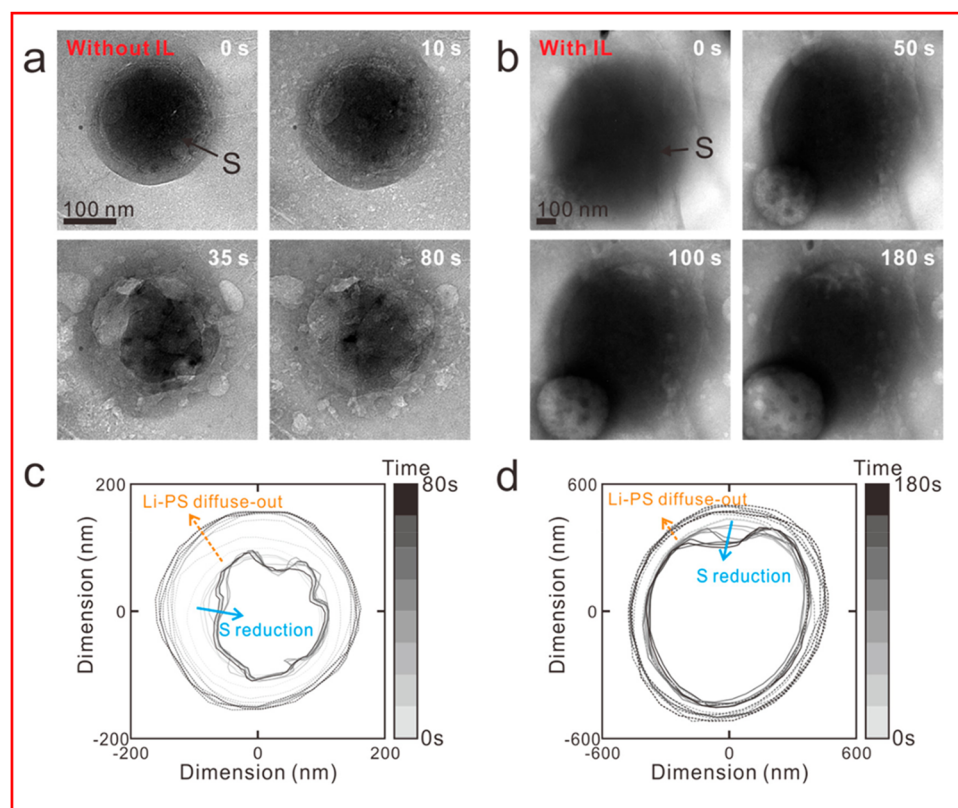 a
Without IL
0 s
10 s
S
100 nm
35 s
80 s
b
With IL
0 s
50 s
S
100 nm
100 s
180 s
c
Time
80s
0s
200
0
-200
Dimension (nm)
Li-PS diffuse-out
S reduction
-200
0
200
Dimension (nm)
d
Time
180s
0s
600
0
-600
Dimension (nm)
Li-PS diffuse-out
S reduction
-600
0
600
Dimension (nm)